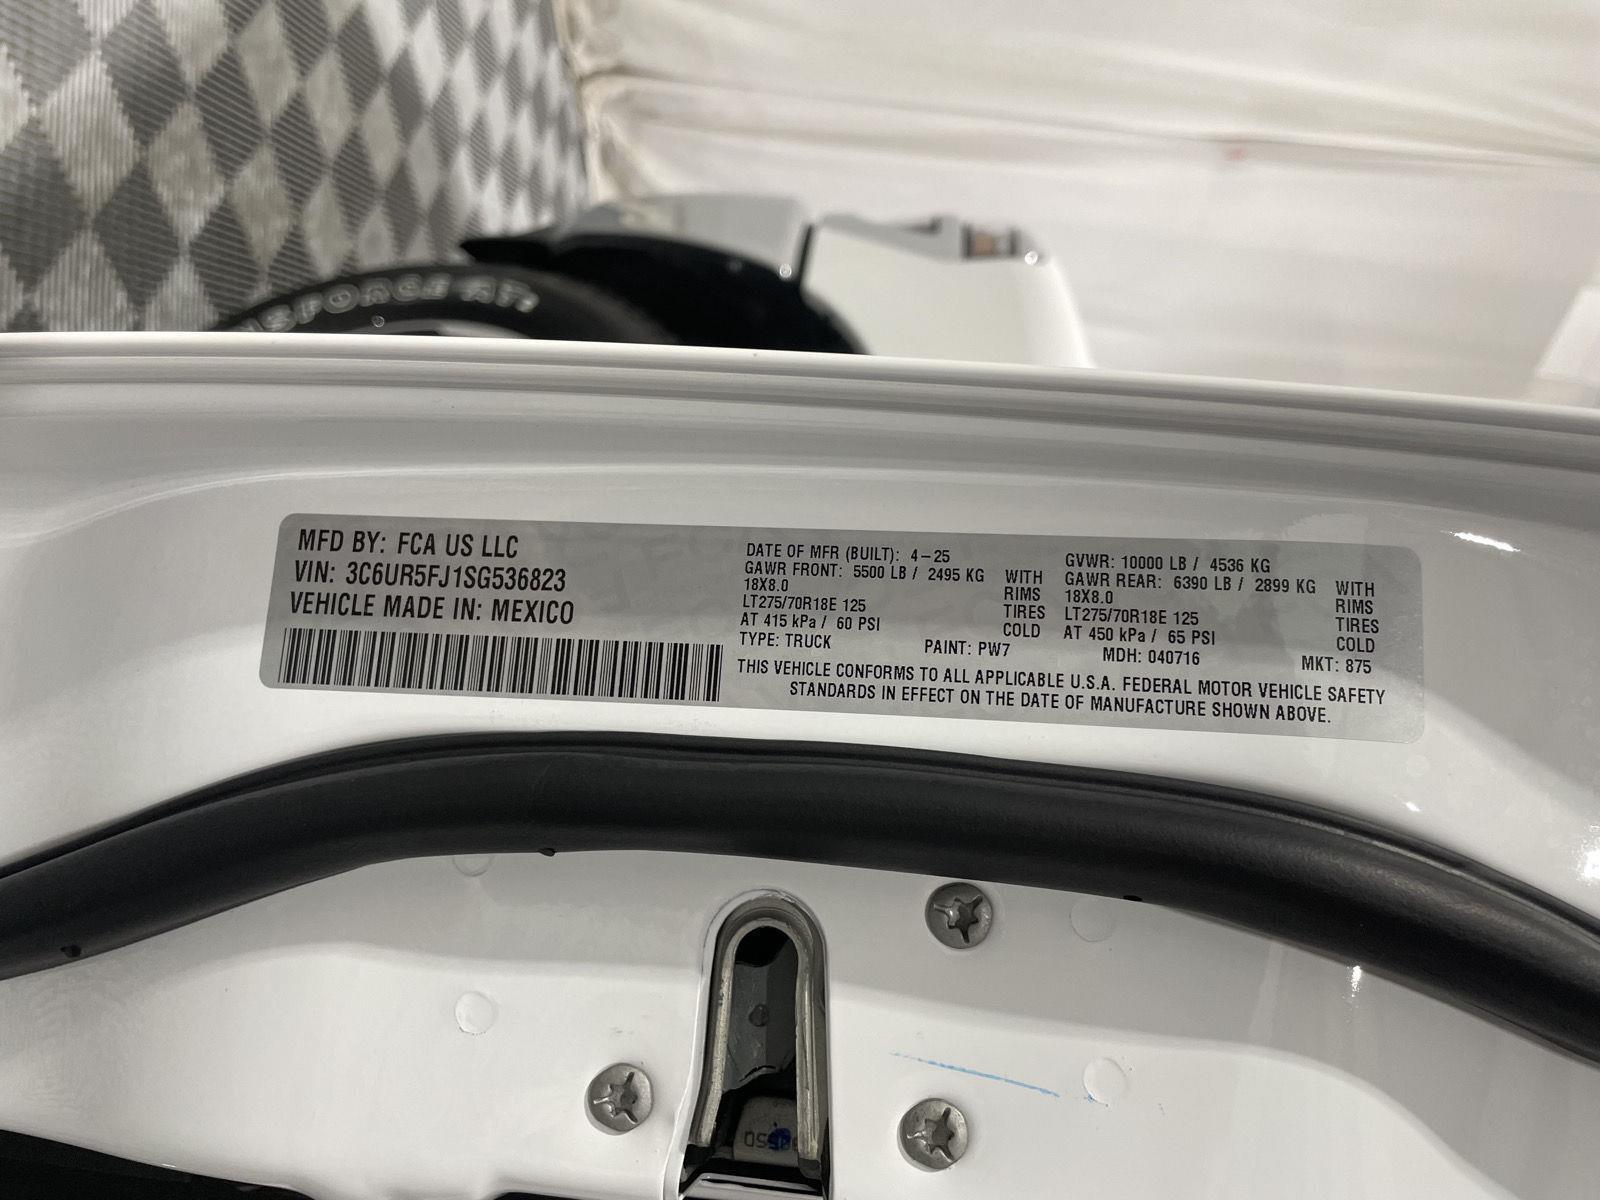 NSFORCE AT2
MFD BY: FCA US LLC
VIN: 3C6UR5FJ1SG536823
VEHICLE MADE IN: MEXICO
DATE OF MFR (BUILT): 4-25
GAWR FRONT: 5500 LB / 2495 KG WITH
18X8.0 RIMS
LT275/70R18E 125 TIRES
AT 415 kPa / 60 PSI COLD
TYPE: TRUCK PAINT: PW7
GVWR: 10000 LB / 4536 KG
GAWR REAR: 6390 LB / 2899 KG WITH
18X8.0 RIMS
LT275/70R18E 125 TIRES
AT 450 kPa / 65 PSI COLD
MDH: 040716 MKT: 875
THIS VEHICLE CONFORMS TO ALL APPLICABLE U.S.A. FEDERAL MOTOR VEHICLE SAFETY
STANDARDS IN EFFECT ON THE DATE OF MANUFACTURE SHOWN ABOVE.